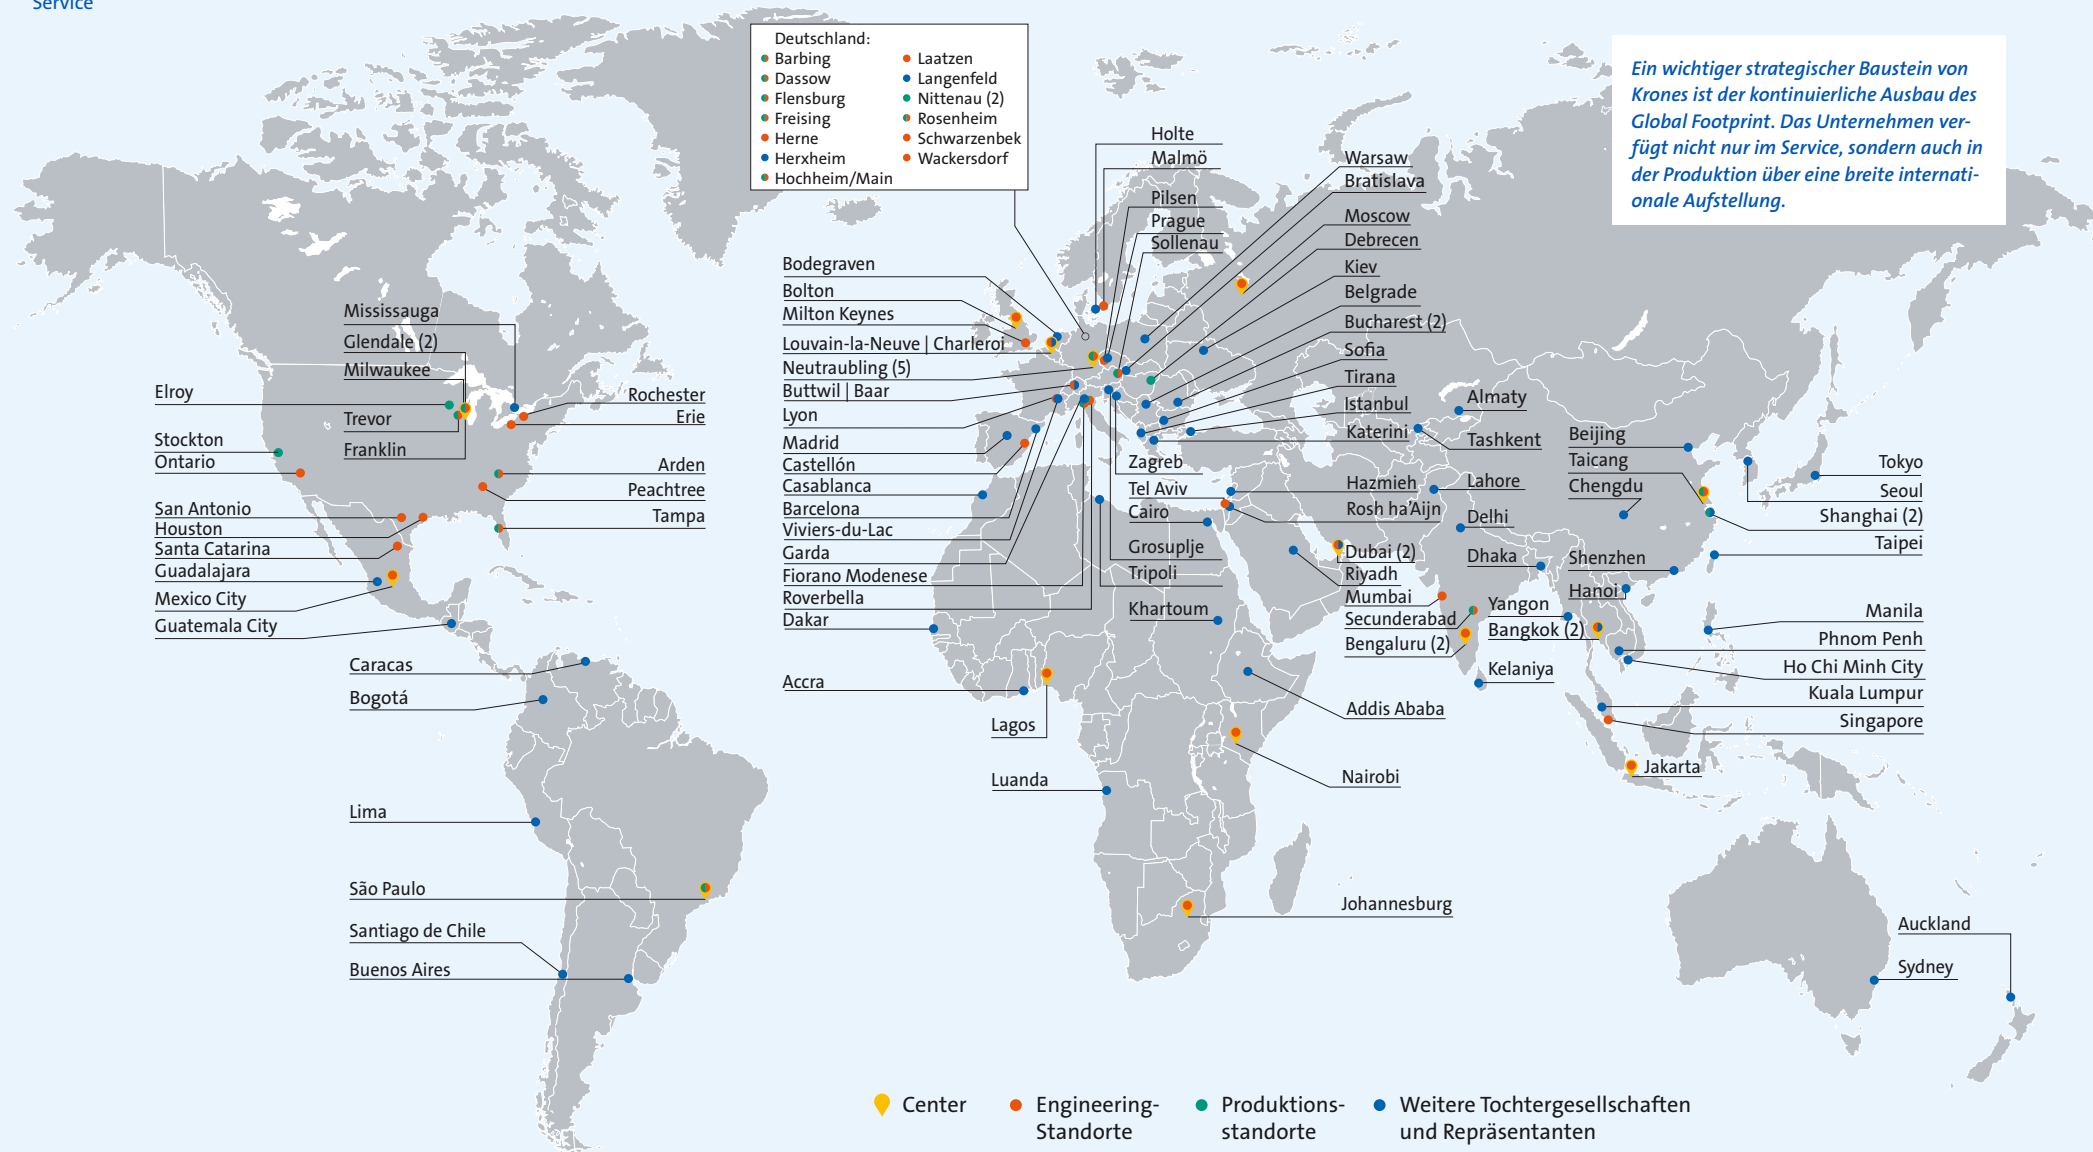 Service
Deutschland:
Barbing
Dassow
Flensburg
Freising
Herne
Herxheim
Hochheim/Main
Laatzen
Langenfeld
Nittenau (2)
Rosenheim
Schwarzenbek
Wackersdorf
Ein wichtiger strategischer Baustein von
Krones ist der kontinuierliche Ausbau des
Global Footprint. Das Unternehmen ver-
fügt nicht nur im Service, sondern auch in
der Produktion über eine breite internati-
onale Aufstellung.
Mississauga
Glendale (2)
Milwaukee
Elroy
Trevor
Franklin
Stockton
Ontario
San Antonio
Houston
Santa Catarina
Guadalajara
Mexico City
Guatemala City
Rochester
Erie
Arden
Peachtree
Tampa
Caracas
Bogotá
Lima
São Paulo
Santiago de Chile
Buenos Aires
Bodegraven
Bolton
Milton Keynes
Louvain-la-Neuve | Charleroi
Neutraubling (5)
Buttwil | Baar
Lyon
Madrid
Castellón
Casablanca
Barcelona
Viviers-du-Lac
Garda
Fiorano Modenese
Roverbella
Dakar
Accra
Lagos
Luanda
Holte
Malmö
Pilsen
Prague
Sollenau
Warsaw
Bratislava
Moscow
Debrecen
Kiev
Belgrade
Bucharest (2)
Sofia
Tirana
Istanbul
Katerini
Zagreb
Tel Aviv
Cairo
Grosuplje
Tripoli
Khartoum
Hazmieh
Rosh ha’Aijn
Dubai (2)
Riyadh
Mumbai
Secunderabad
Bengaluru (2)
Addis Ababa
Nairobi
Johannesburg
Almaty
Tashkent
Lahore
Delhi
Dhaka
Yangon
Bangkok (2)
Kelaniya
Beijing
Taicang
Chengdu
Shenzhen
Hanoi
Jakarta
Tokyo
Seoul
Shanghai (2)
Taipei
Manila
Phnom Penh
Ho Chi Minh City
Kuala Lumpur
Singapore
Auckland
Sydney
Center
Engineering-
Standorte
Produktions-
standorte
Weitere Tochtergesellschaften
und Repräsentanten